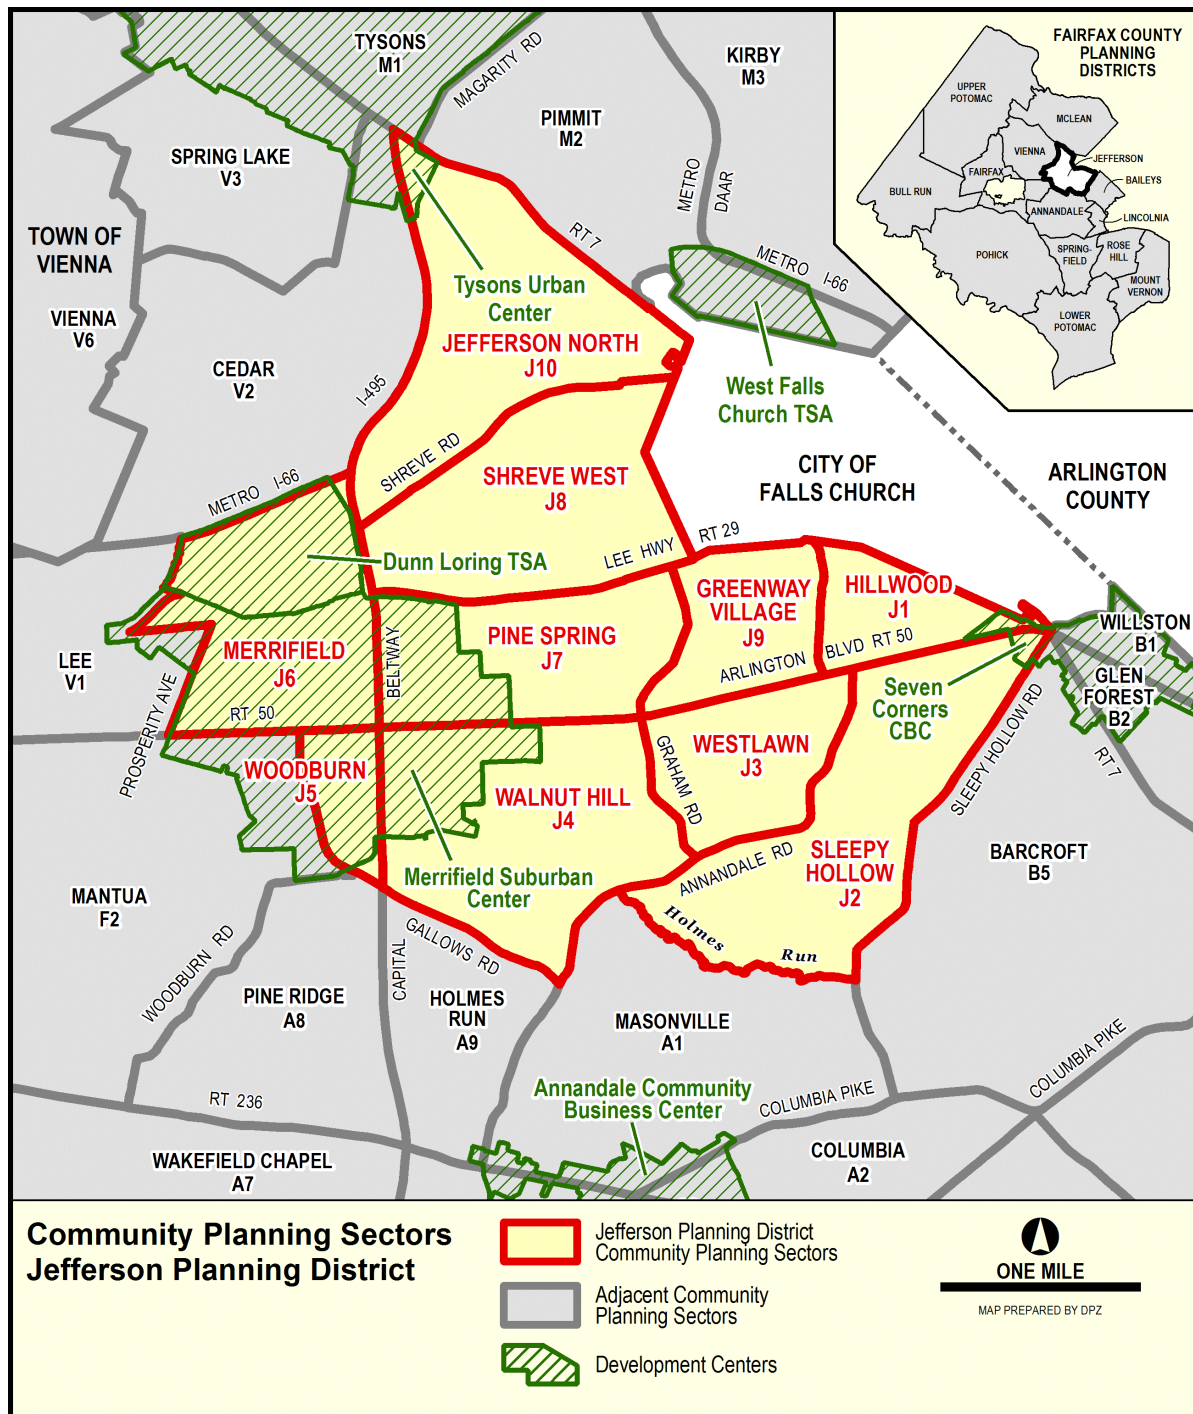 TYSONS
M1
MAGARITY RD
KIRBY
M3
PIMMIT
M2
SPRING LAKE
V3
METRO
DAAR
RT 7
TOWN OF
VIENNA
METRO I-66
Tysons Urban
Center
VIENNA
V6
JEFFERSON NORTH
J10
CEDAR
V2
I-495
West Falls
Church TSA
FAIRFAX COUNTY
PLANNING
DISTRICTS
UPPER
POTOMAC
MCLEAN
VIENNA
JEFFERSON
FAIRFAX
BAILEYS
BULL RUN
ANNANDALE
LINCOLNIA
POHICK
SPRING-
FIELD
ROSE
HILL
MOUNT
VERNON
LOWER
POTOMAC
SHREVE RD
SHREVE WEST
J8
CITY OF
FALLS CHURCH
ARLINGTON
COUNTY
METRO I-66
LEE HWY RT 29
Dunn Loring TSA
GREENWAY
VILLAGE
J9
HILLWOOD
J1
WILLSTON
B1
PINE SPRING
J7
MERRIFIELD
J6
BELTWAY
LEE
V1
ARLINGTON BLVD RT 50
GLEN
FOREST
B2
Seven
Corners
CBC
RT 50
PROSPERITY AVE
WESTLAWN
J3
GRAHAM RD
SLEEPY HOLLOW RD
RT 7
WOODBURN
J5
WALNUT HILL
J4
SLEEPY
HOLLOW
J2
BARCROFT
B5
ANNANDALE RD
Merrifield Suburban
Center
MANTUA
F2
Holmes Run
GALLOWS RD
WOODBURN RD
CAPITAL
PINE RIDGE
A8
HOLMES
RUN
A9
MASONVILLE
A1
COLUMBIA PIKE
RT 236
Annandale Community
Business Center
COLUMBIA PIKE
WAKEFIELD CHAPEL
A7
COLUMBIA
A2
Community Planning Sectors
Jefferson Planning District
Jefferson Planning District
Community Planning Sectors
Adjacent Community
Planning Sectors
Development Centers
ONE MILE
MAP PREPARED BY DPZ